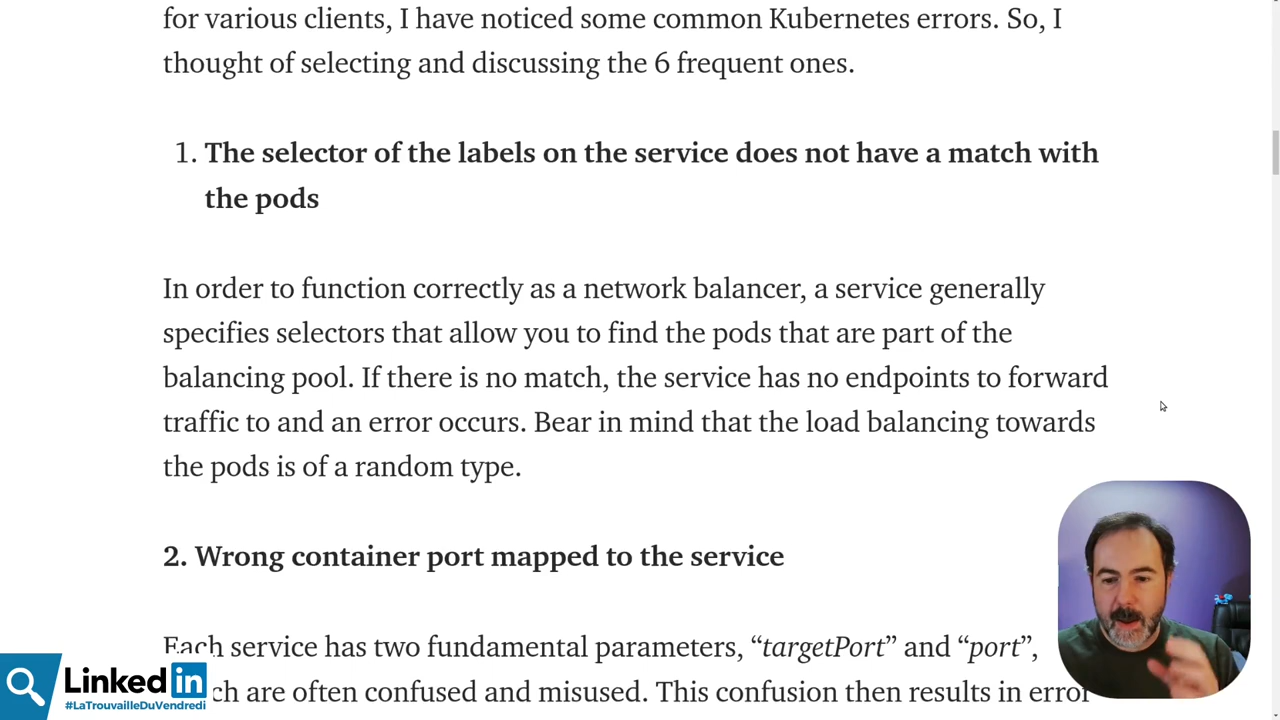 for various clients, I have noticed some common Kubernetes errors. So, I
thought of selecting and discussing the 6 frequent ones.
1. The selector of the labels on the service does not have a match with
the pods
In order to function correctly as a network balancer, a service generally
specifies selectors that allow you to find the pods that are part of the
balancing pool. If there is no match, the service has no endpoints to forward
traffic to and an error occurs. Bear in mind that the load balancing towards
the pods is of a random type.
2. Wrong container port mapped to the service
Each service has two fundamental parameters, “targetPort” and “port”,
ch are often confused and misused. This confusion then results in error
Linked in
#LaTrouvailleDuVendredi